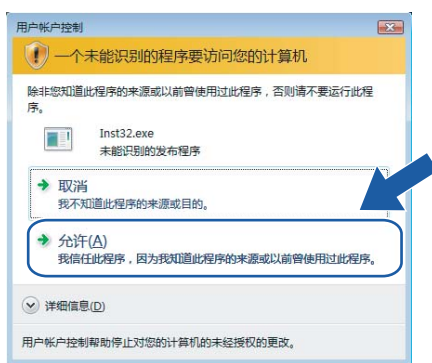 用户帐户控制
一个未能识别的程序要访问您的计算机
除非您知道此程序的来源或以前曾使用过此程序，否则请不要运行此程
序。
Inst32.exe
未能识别的发布程序
取消
我不知道此程序的来源或目的。
允许(A)
我信任此程序，因为我知道此程序的来源或以前曾使用过此程序。
详细信息(D)
用户帐户控制帮助停止对您的计算机的未经授权的更改。